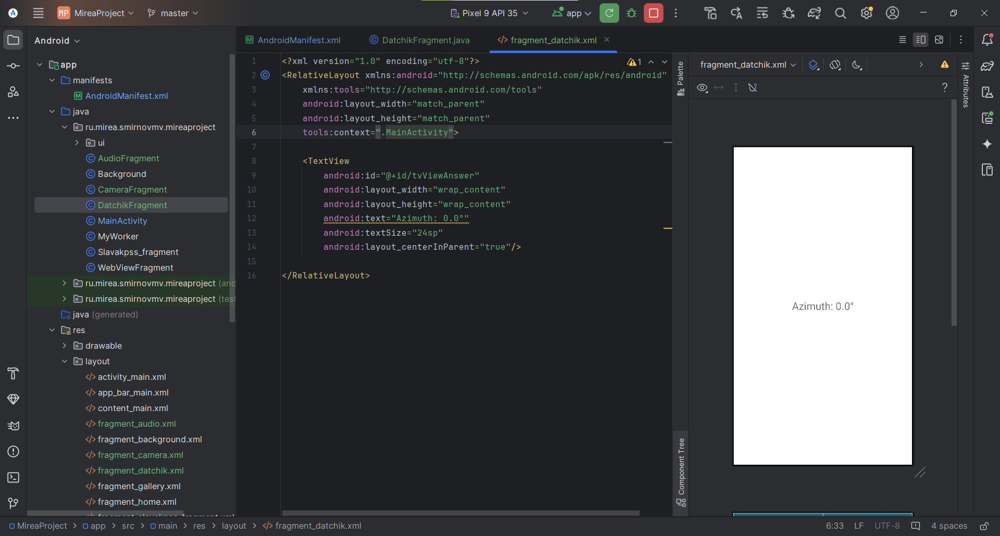 MP MireaProject master Pixel 9 API 35 app
Android
app
manifests
AndroidManifest.xml
java
ru.mirea.smirnovmv.mireaproject
ui
AudioFragment
Background
CameraFragment
DatchikFragment
MainActivity
MyWorker
Slavakpss_fragment
WebViewFragment
ru.mirea.smirnovmv.mireaproject (and
ru.mirea.smirnovmv.mireaproject (test
java (generated)
res
drawable
layout
activity_main.xml
app_bar_main.xml
content_main.xml
fragment_audio.xml
fragment_background.xml
fragment_camera.xml
fragment_datchik.xml
fragment_gallery.xml
fragment_home.xml
AndroidManifest.xml DatchikFragment.java fragment_datchik.xml
1 <?xml version="1.0" encoding="utf-8"?> 1
2 <RelativeLayout xmlns:android="http://schemas.android.com/apk/res/android"
3 xmlns:tools="http://schemas.android.com/tools"
4 android:layout_width="match_parent"
5 android:layout_height="match_parent"
6 tools:context=".MainActivity">
7
8 <TextView
9 android:id="@+id/tvViewAnswer"
10 android:layout_width="wrap_content"
11 android:layout_height="wrap_content"
12 android:text="Azimuth: 0.0°"
13 android:textSize="24sp"
14 android:layout_centerInParent="true"/>
15
16 </RelativeLayout>
Palette
Component Tree
fragment_datchik.xml
?
Attributes
Azimuth: 0.0°
MireaProject > app > src > main > res > layout > fragment_datchik.xml 6:33 LF UTF-8 4 spaces